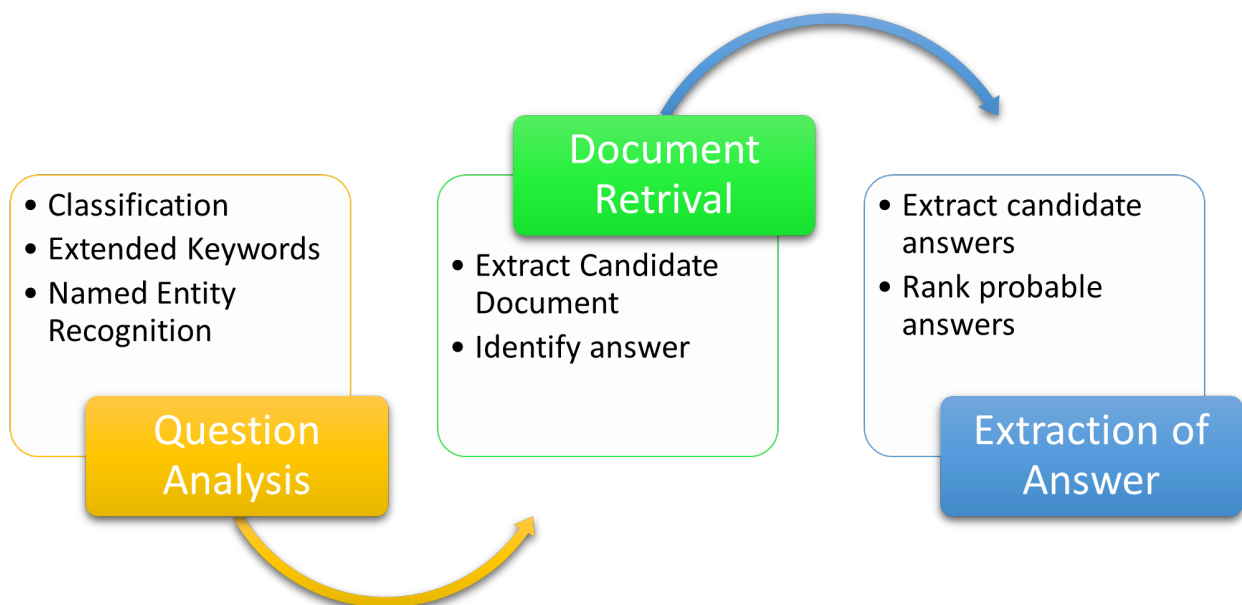 • Classification
• Extended Keywords
• Named Entity
Recognition
Question
Analysis
Document
Retrival
• Extract Candidate
Document
• Identify answer
• Extract candidate
answers
• Rank probable
answers
Extraction of
Answer